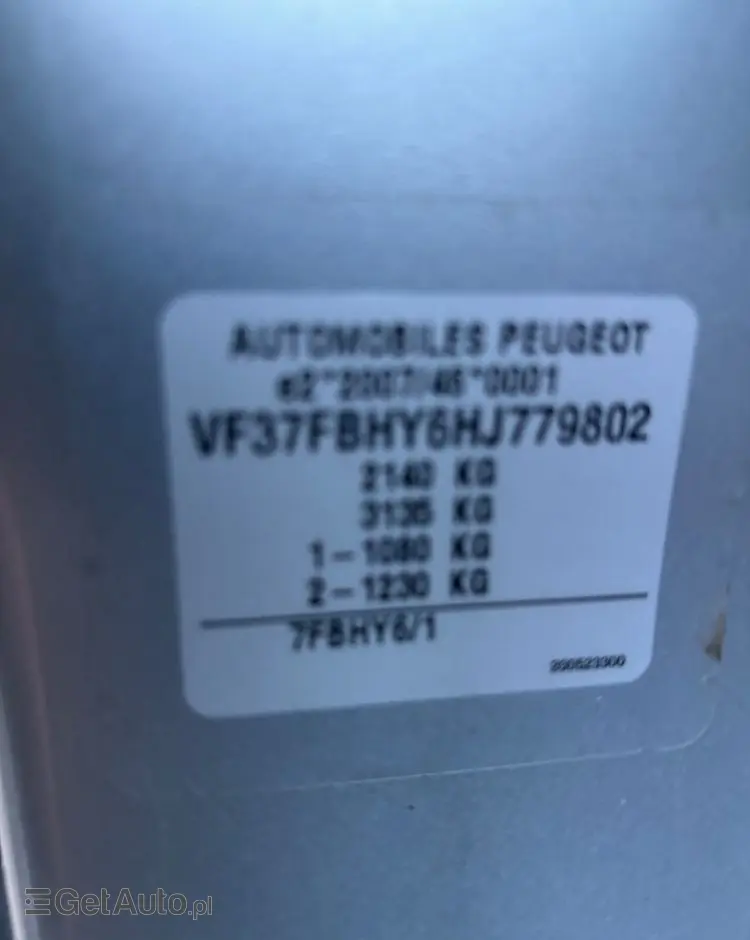 AUTOMOBILES PEUGEOT
e2*2007/46*0001
VF37FBHY6HJ779802
2140 KG
3135 KG
1-1080 KG
2-1230 KG
7FBHY6/1
GetAuto.pl